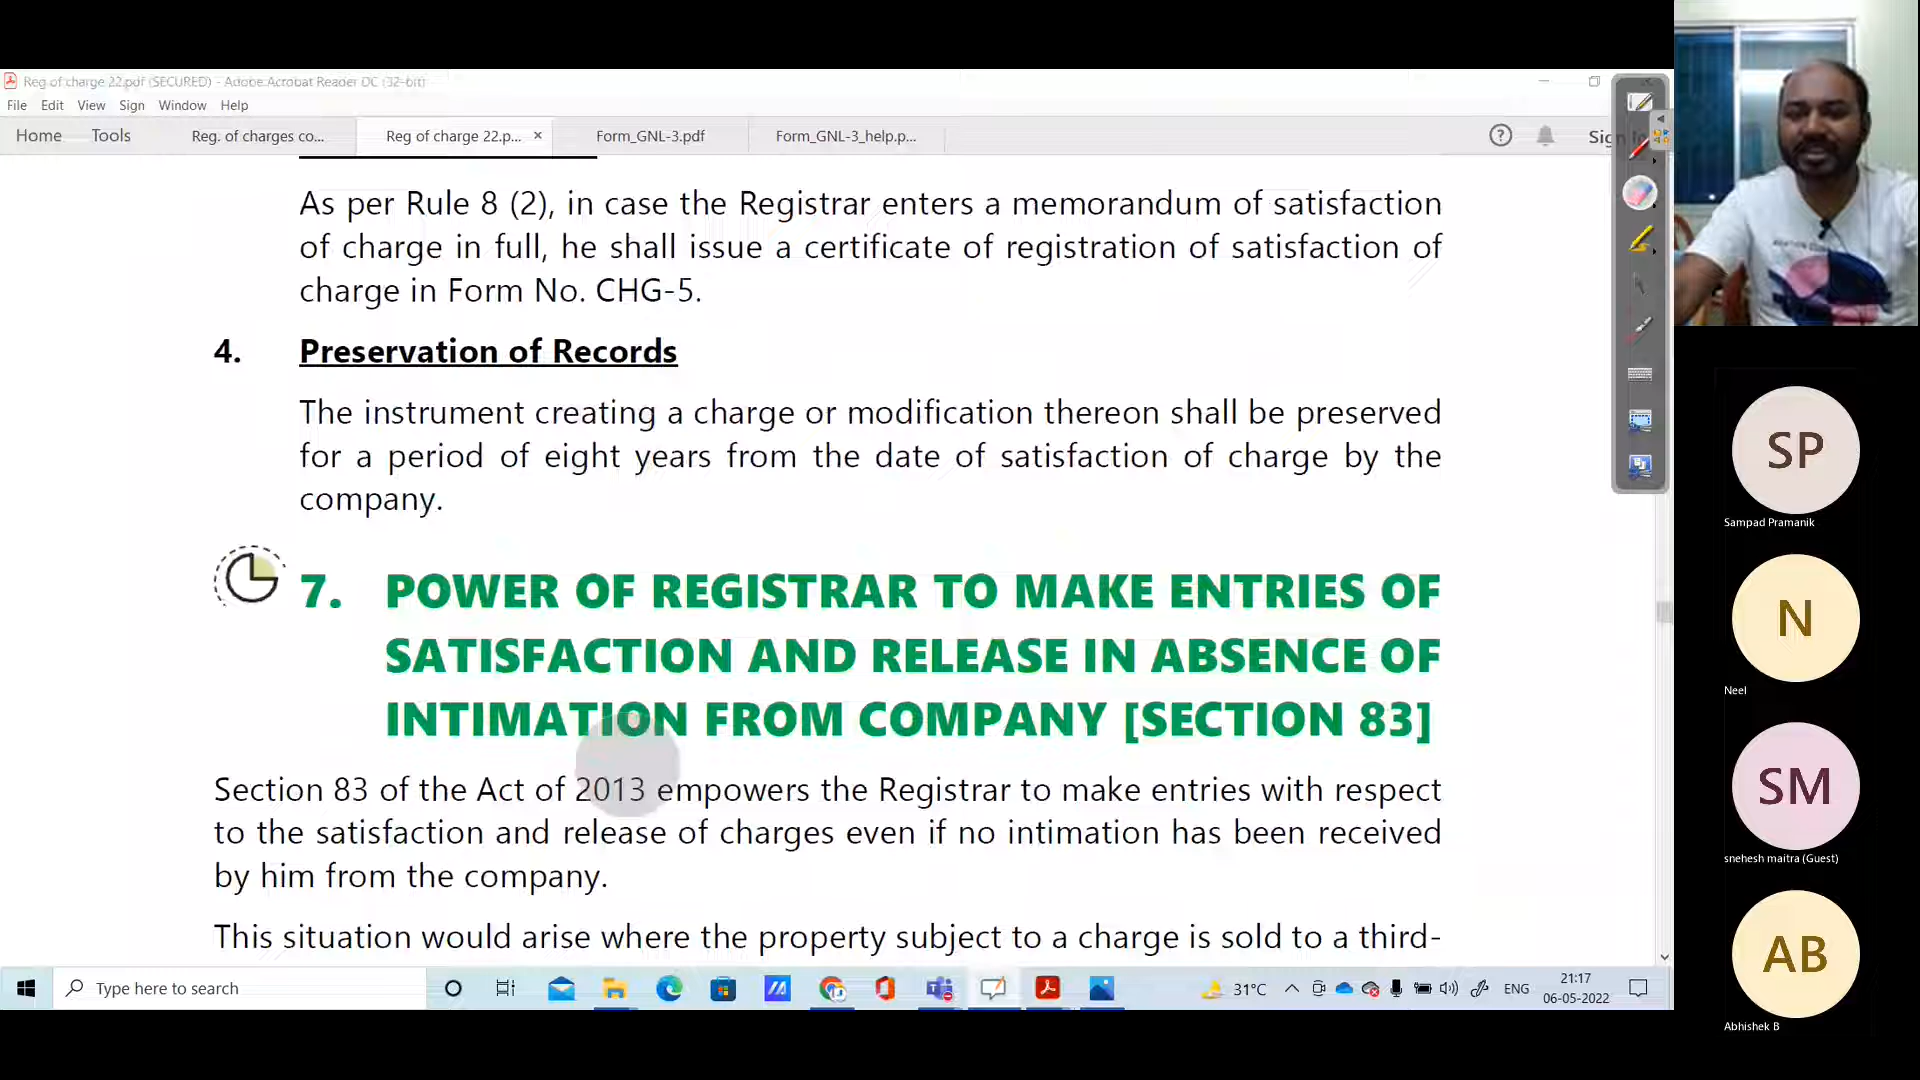 Reg of charge 22.pdf (SECURED) - Adobe Acrobat Reader DC (32-bit)
File Edit View Sign Window Help
Home Tools Reg. of charges co... Reg of charge 22.p... × Form_GNL-3.pdf Form_GNL-3_help.p... Sign In
As per Rule 8 (2), in case the Registrar enters a memorandum of satisfaction
of charge in full, he shall issue a certificate of registration of satisfaction of
charge in Form No. CHG-5.
4. Preservation of Records
The instrument creating a charge or modification thereon shall be preserved
for a period of eight years from the date of satisfaction of charge by the
company.
7. POWER OF REGISTRAR TO MAKE ENTRIES OF
SATISFACTION AND RELEASE IN ABSENCE OF
INTIMATION FROM COMPANY [SECTION 83]
Section 83 of the Act of 2013 empowers the Registrar to make entries with respect
to the satisfaction and release of charges even if no intimation has been received
by him from the company.
This situation would arise where the property subject to a charge is sold to a third-
Type here to search
31°C
ENG
21:17
06-05-2022
SP
Sampad Pramanik
N
Neel
SM
snehesh maitra (Guest)
AB
Abhishek B